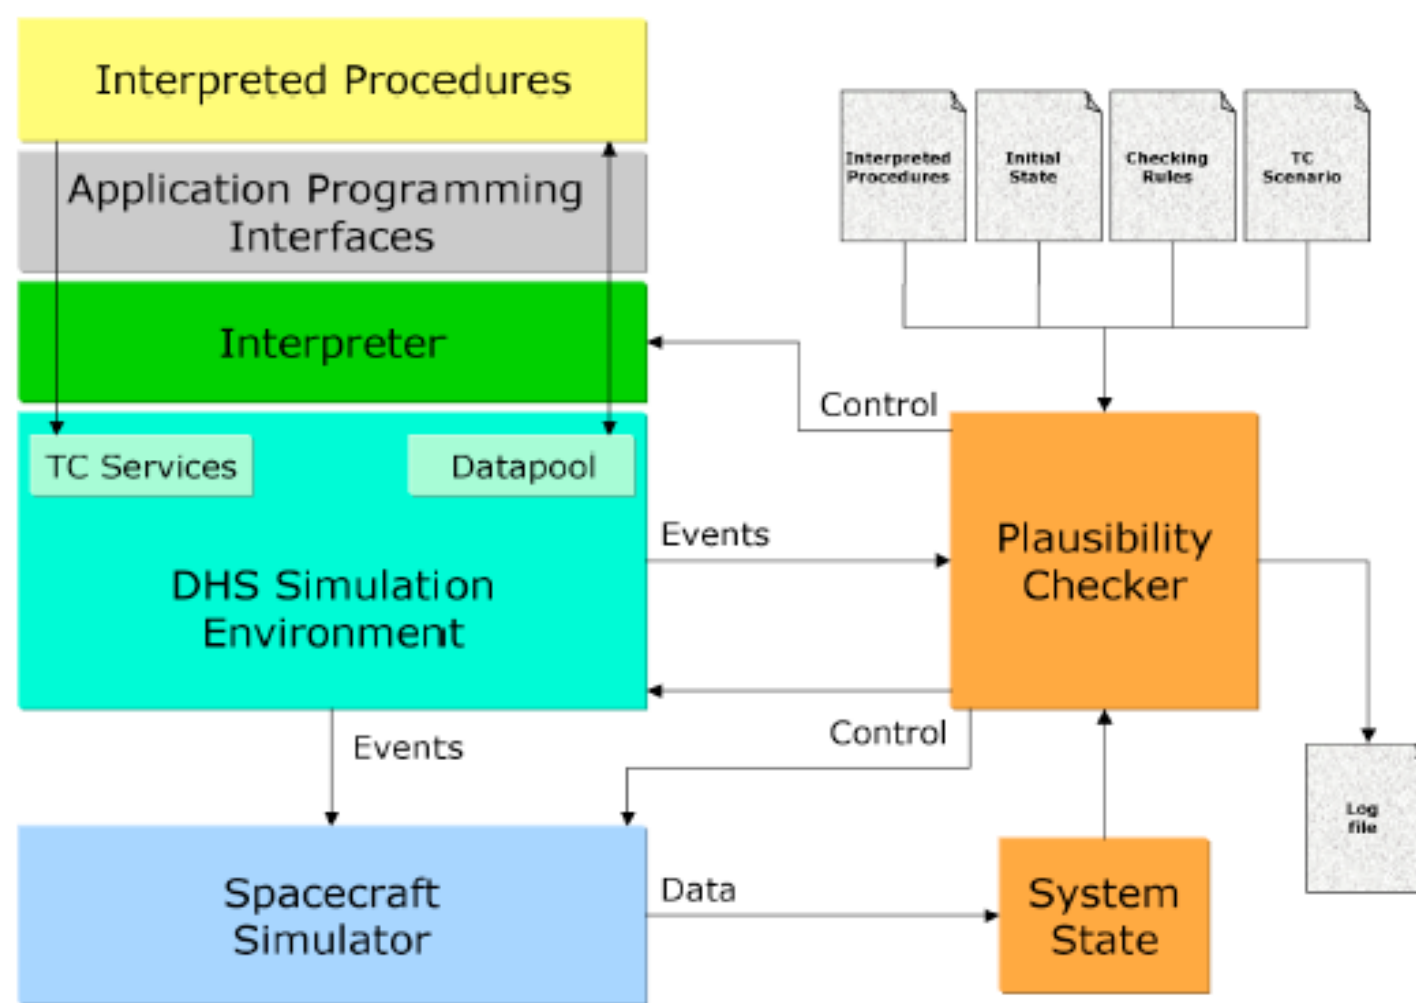 Interpreted Procedures
Application Programming
Interfaces
Interpreter
TC Services
Datapool
DHS Simulation
Environment
Events
Spacecraft
Simulator
Interpreted
Procedures
Initial
State
Checking
Rules
TC
Scenario
Control
Events
Plausibility
Checker
Control
Data
System
State
Log
file